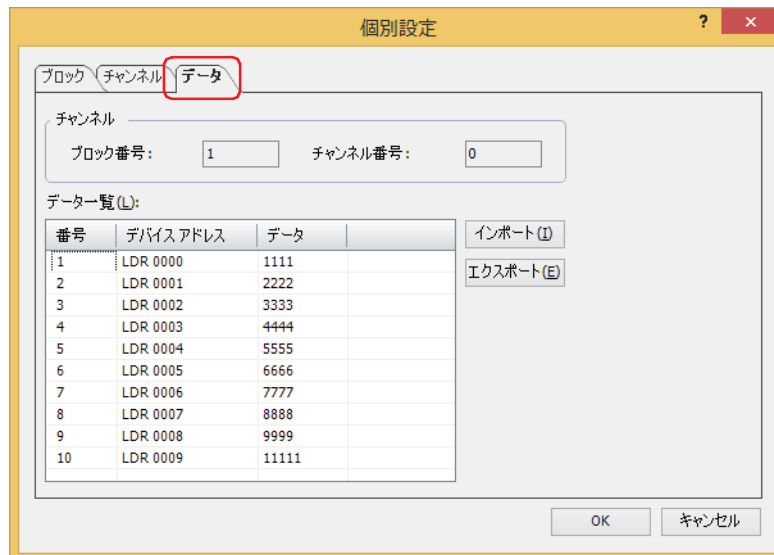 個別設定
? ×
ブロック チャンネル データ
チャンネル
ブロック番号: 1 チャンネル番号: 0
データ一覧(L):
番号 デバイス アドレス データ
インポート(I)
エクスポート(E)
1 LDR 0000 1111
2 LDR 0001 2222
3 LDR 0002 3333
4 LDR 0003 4444
5 LDR 0004 5555
6 LDR 0005 6666
7 LDR 0006 7777
8 LDR 0007 8888
9 LDR 0008 9999
10 LDR 0009 11111
OK キャンセル